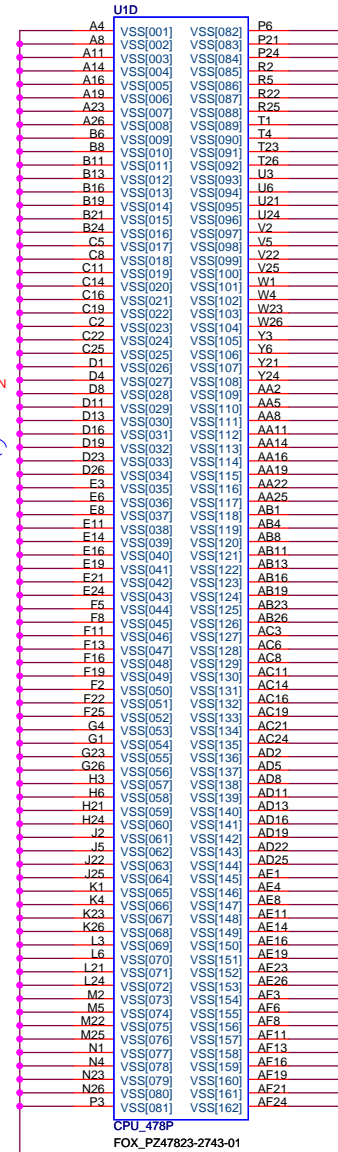 U1D
A4 VSS[001] VSS[082] P6
A8 VSS[002] VSS[083] P21
A11 VSS[003] VSS[084] P24
A14 VSS[004] VSS[085] R2
A16 VSS[005] VSS[086] R5
A19 VSS[006] VSS[087] R22
A23 VSS[007] VSS[088] R25
A26 VSS[008] VSS[089] T1
B6 VSS[009] VSS[090] T4
B8 VSS[010] VSS[091] T23
B11 VSS[011] VSS[092] T26
B13 VSS[012] VSS[093] U3
B16 VSS[013] VSS[094] U6
B19 VSS[014] VSS[095] U21
B21 VSS[015] VSS[096] U24
B24 VSS[016] VSS[097] V2
C5 VSS[017] VSS[098] V5
C8 VSS[018] VSS[099] V22
C11 VSS[019] VSS[100] V25
C14 VSS[020] VSS[101] W1
C16 VSS[021] VSS[102] W4
C19 VSS[022] VSS[103] W23
C2 VSS[023] VSS[104] W26
C22 VSS[024] VSS[105] Y3
C25 VSS[025] VSS[106] Y6
D1 VSS[026] VSS[107] Y21
D4 VSS[027] VSS[108] Y24
D8 VSS[028] VSS[109] AA2
D11 VSS[029] VSS[110] AA5
D13 VSS[030] VSS[111] AA8
D16 VSS[031] VSS[112] AA11
D19 VSS[032] VSS[113] AA14
D23 VSS[033] VSS[114] AA16
D26 VSS[034] VSS[115] AA19
E3 VSS[035] VSS[116] AA22
E6 VSS[036] VSS[117] AA25
E8 VSS[037] VSS[118] AB1
E11 VSS[038] VSS[119] AB4
E14 VSS[039] VSS[120] AB8
E16 VSS[040] VSS[121] AB11
E19 VSS[041] VSS[122] AB13
E21 VSS[042] VSS[123] AB16
E24 VSS[043] VSS[124] AB19
F5 VSS[044] VSS[125] AB23
F8 VSS[045] VSS[126] AB26
F11 VSS[046] VSS[127] AC3
F13 VSS[047] VSS[128] AC6
F16 VSS[048] VSS[129] AC8
F19 VSS[049] VSS[130] AC11
F2 VSS[050] VSS[131] AC14
F22 VSS[051] VSS[132] AC16
F25 VSS[052] VSS[133] AC19
G4 VSS[053] VSS[134] AC21
G1 VSS[054] VSS[135] AC24
G23 VSS[055] VSS[136] AD2
G26 VSS[056] VSS[137] AD5
H3 VSS[057] VSS[138] AD8
H6 VSS[058] VSS[139] AD11
H21 VSS[059] VSS[140] AD13
H24 VSS[060] VSS[141] AD16
J2 VSS[061] VSS[142] AD19
J5 VSS[062] VSS[143] AD22
J22 VSS[063] VSS[144] AD25
J25 VSS[064] VSS[145] AE1
K1 VSS[065] VSS[146] AE4
K4 VSS[066] VSS[147] AE8
K23 VSS[067] VSS[148] AE11
K26 VSS[068] VSS[149] AE14
L3 VSS[069] VSS[150] AE16
L6 VSS[070] VSS[151] AE19
L21 VSS[071] VSS[152] AE23
L24 VSS[072] VSS[153] AE26
M2 VSS[073] VSS[154] AF3
M5 VSS[074] VSS[155] AF6
M22 VSS[075] VSS[156] AF8
M25 VSS[076] VSS[157] AF11
N1 VSS[077] VSS[158] AF13
N4 VSS[078] VSS[159] AF16
N23 VSS[079] VSS[160] AF19
N26 VSS[080] VSS[161] AF21
P3 VSS[081] VSS[162] AF24
CPU_478P
FOX_PZ47823-2743-01